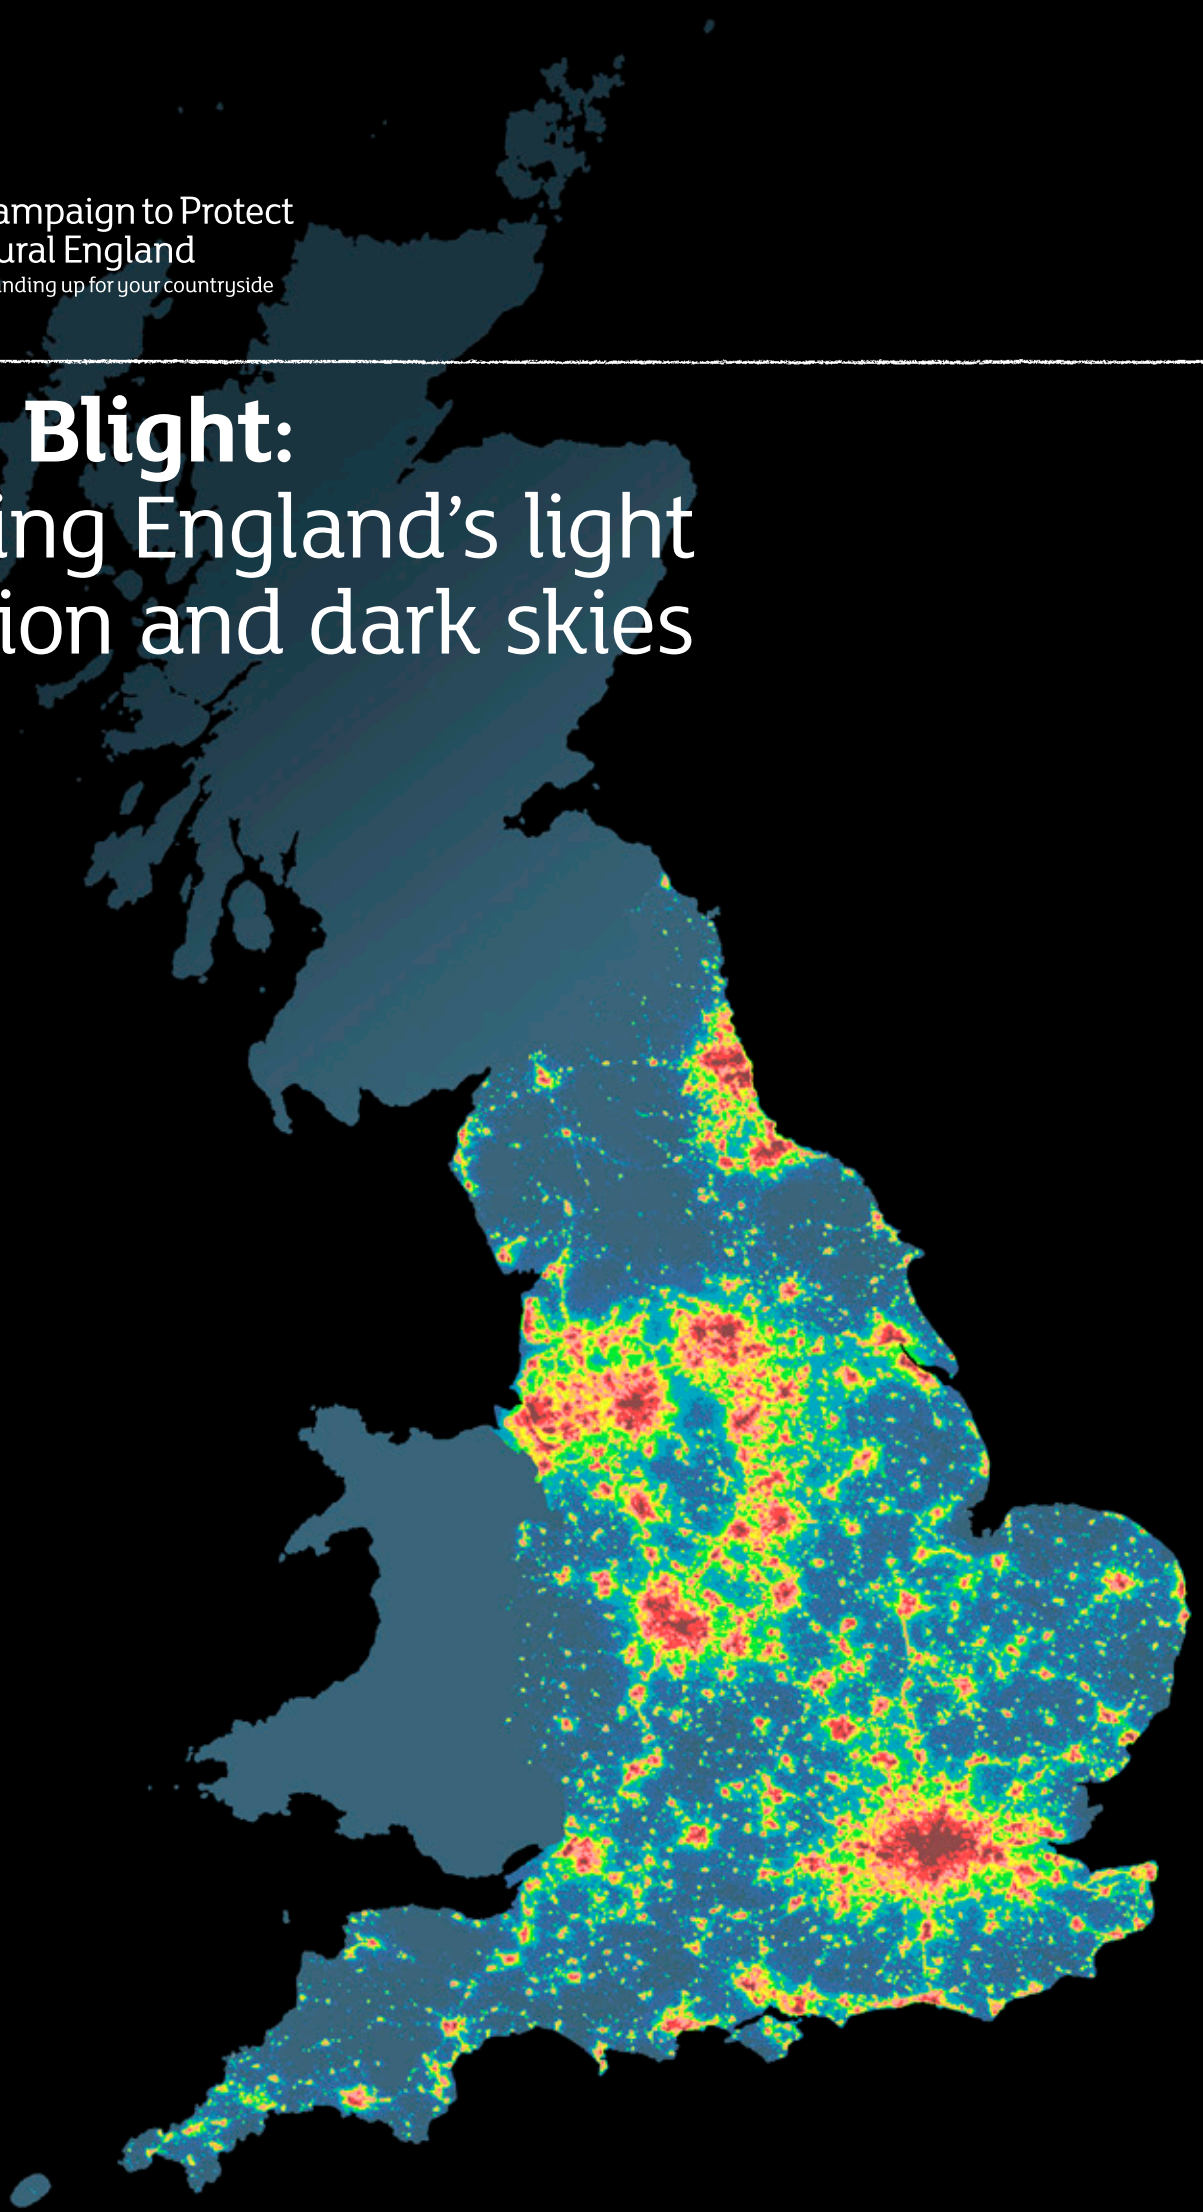 ampaign to Protect
ural England
nding up for your countryside
Blight:
ing England's light
ion and dark skies